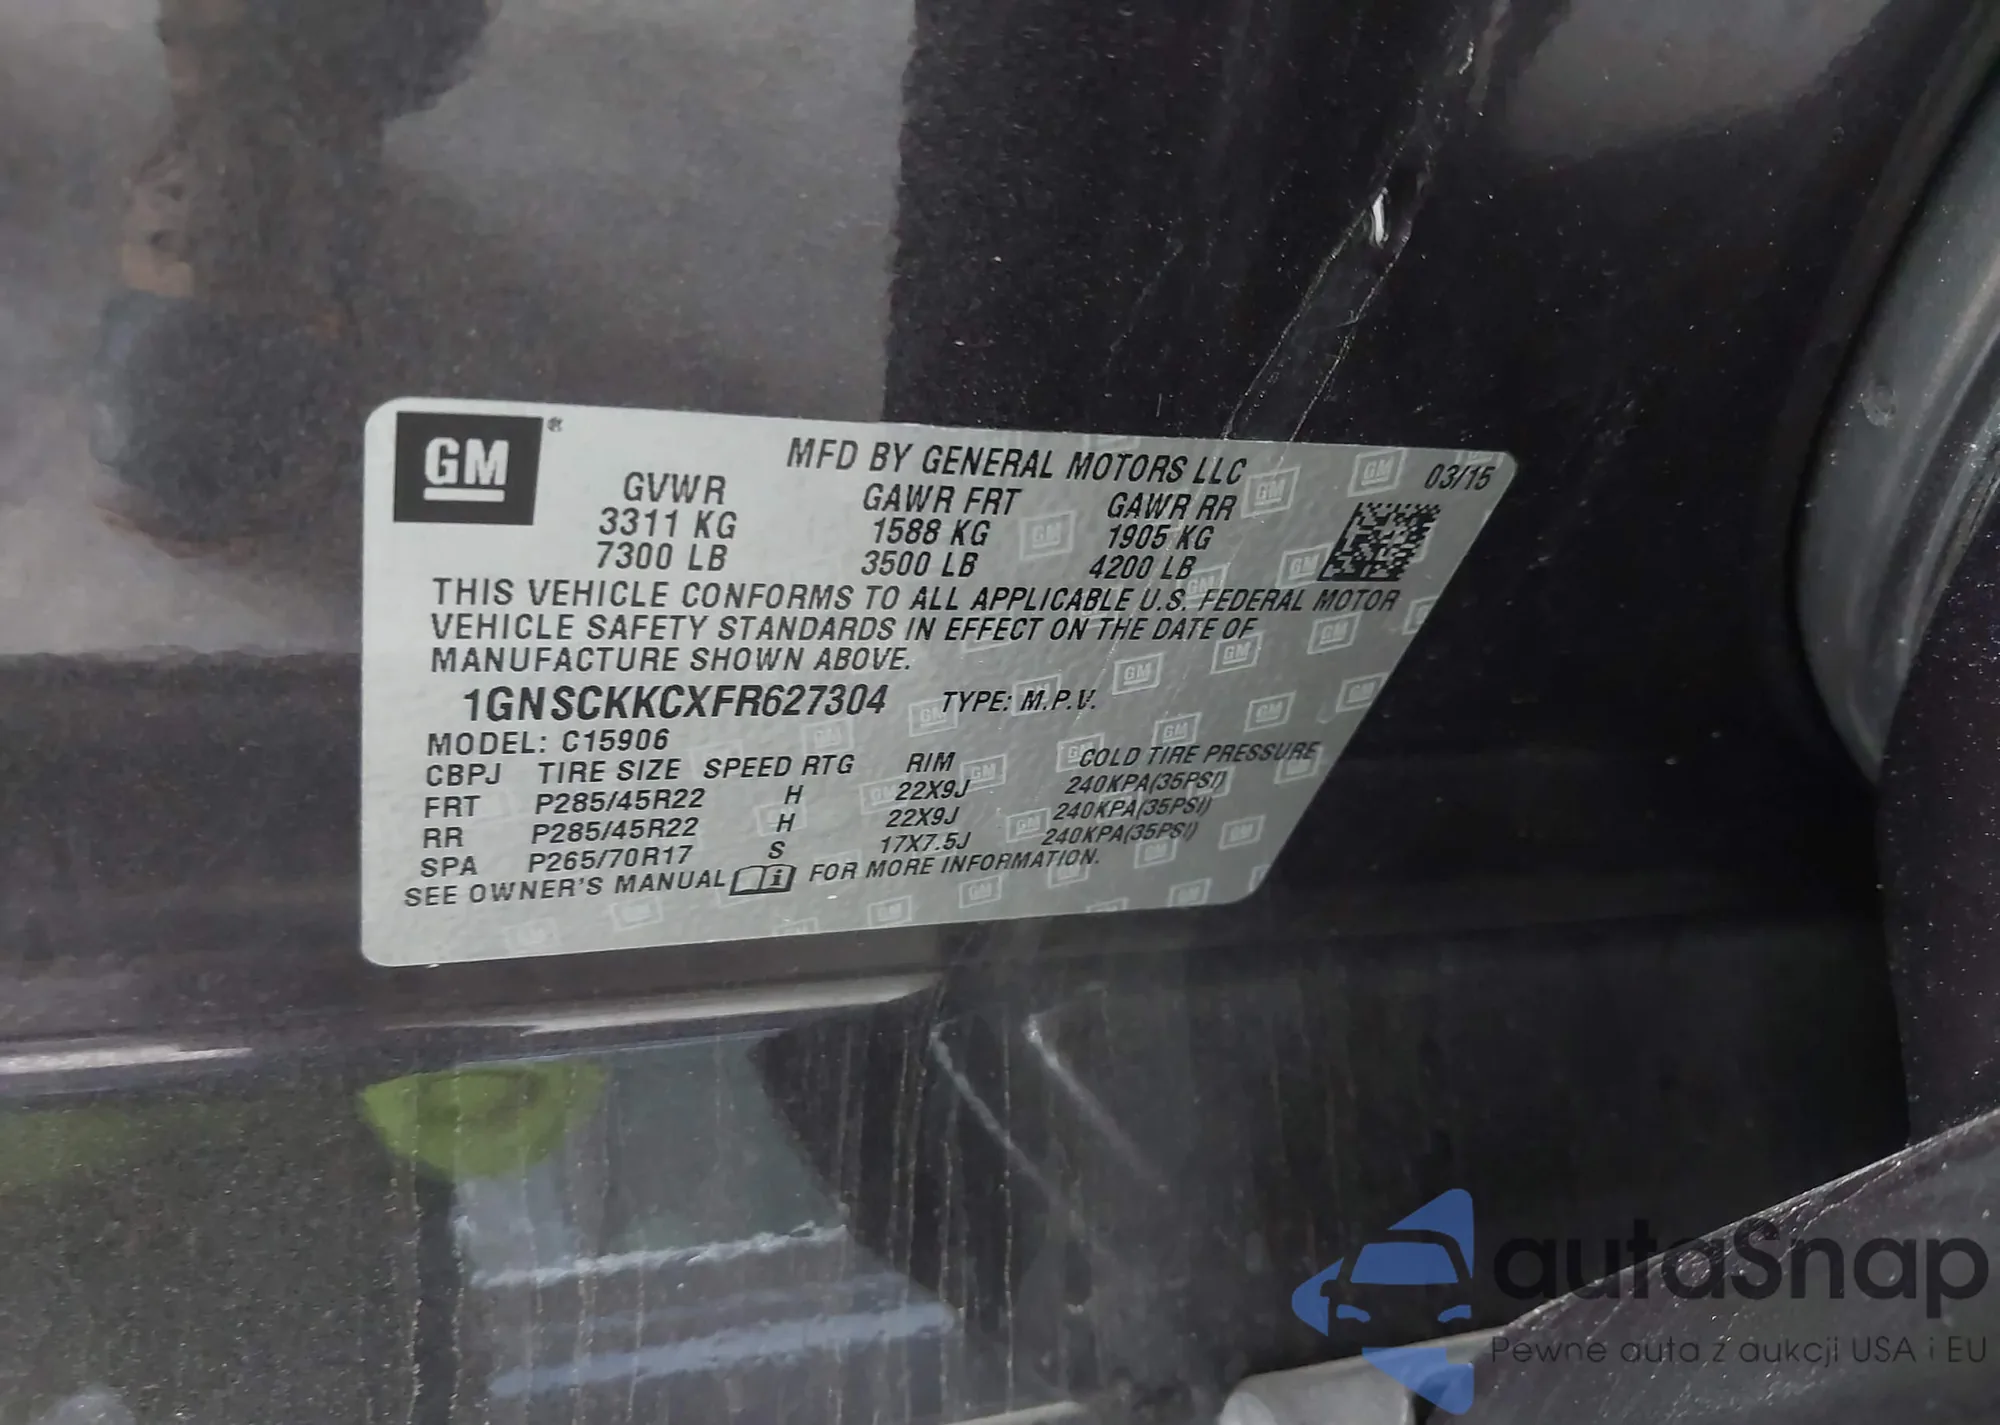 GM®
MFD BY GENERAL MOTORS LLC 03/15
GVWR GAWR FRT GAWR RR
3311 KG 1588 KG 1905 KG
7300 LB 3500 LB 4200 LB
THIS VEHICLE CONFORMS TO ALL APPLICABLE U.S. FEDERAL MOTOR
VEHICLE SAFETY STANDARDS IN EFFECT ON THE DATE OF
MANUFACTURE SHOWN ABOVE.
1GNSCKKCXFR627304 TYPE: M.P.V.
MODEL: C15906
CBPJ TIRE SIZE SPEED RTG RIM COLD TIRE PRESSURE
FRT P285/45R22 H 22X9J 240KPA(35PSI)
RR P285/45R22 H 22X9J 240KPA(35PSI)
SPA P265/70R17 S 17X7.5J 240KPA(35PSI)
SEE OWNER'S MANUAL FOR MORE INFORMATION.
autaSnap
Pewne auta z aukcji USA i EU